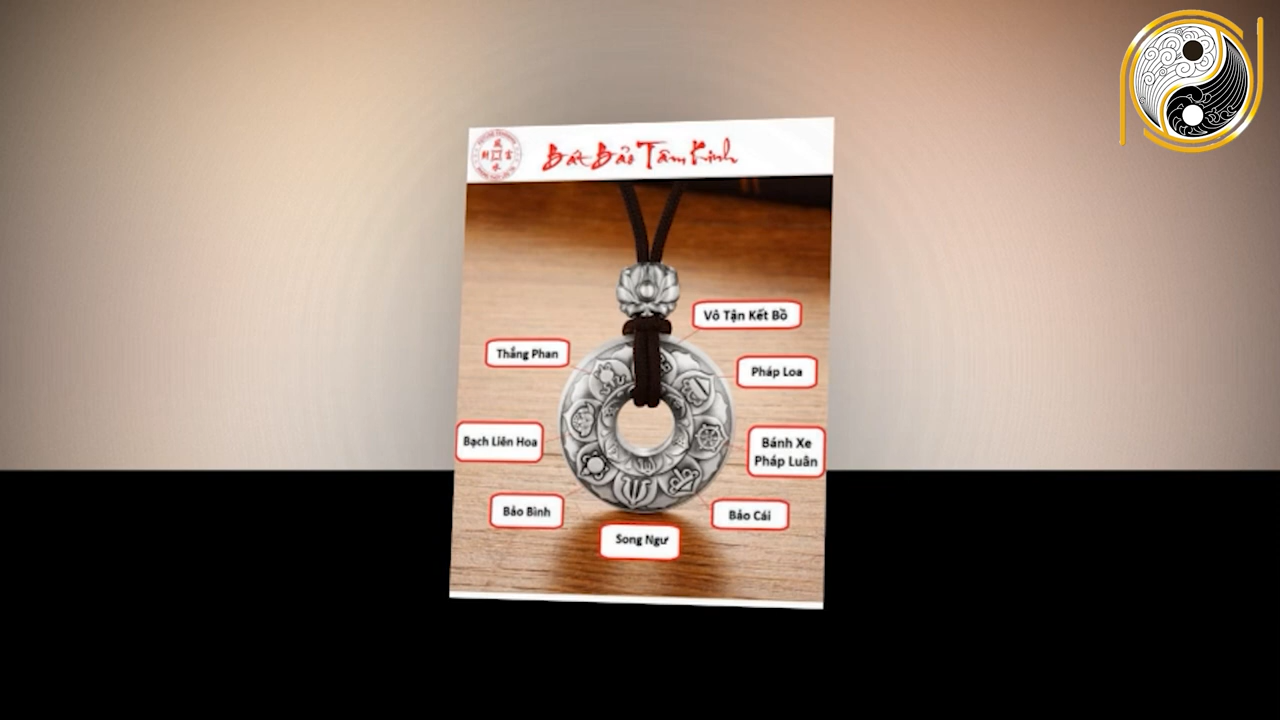 Bát Bảo Tâm Kinh
Vô Tận Kết Bồ
Thắng Phan
Pháp Loa
Bạch Liên Hoa
Bánh Xe
Pháp Luân
Bảo Bình
Bảo Cái
Song Ngư